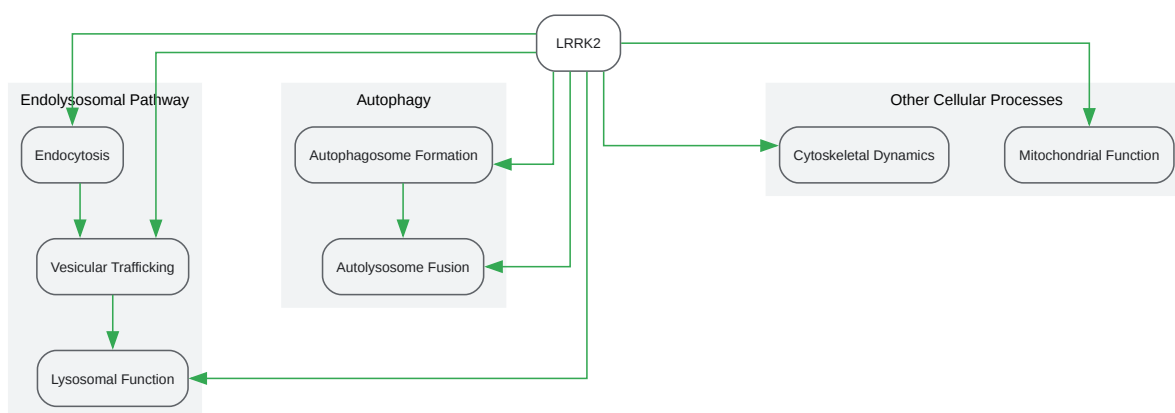 LRRK2
Endolysosomal Pathway
Autophagy
Other Cellular Processes
Endocytosis
Autophagosome Formation
Cytoskeletal Dynamics
Mitochondrial Function
Vesicular Trafficking
Autolysosome Fusion
Lysosomal Function